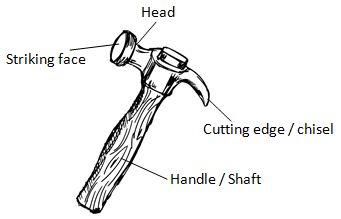 Head
Striking face
Cutting edge / chisel
Handle / Shaft